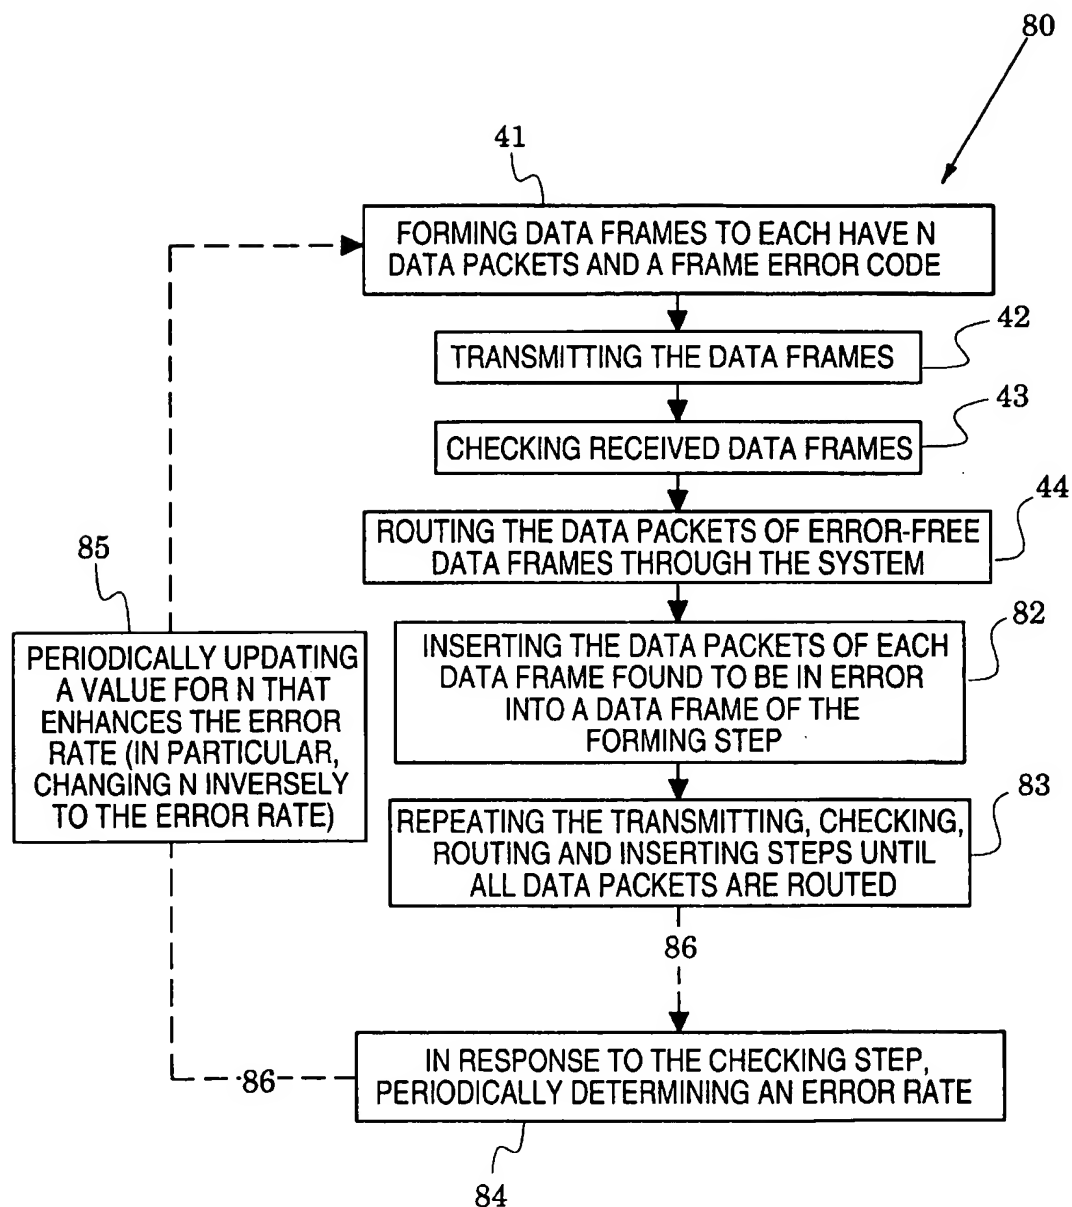 80
41
FORMING DATA FRAMES TO EACH HAVE N
DATA PACKETS AND A FRAME ERROR CODE
42
TRANSMITTING THE DATA FRAMES
43
CHECKING RECEIVED DATA FRAMES
44
ROUTING THE DATA PACKETS OF ERROR-FREE
DATA FRAMES THROUGH THE SYSTEM
82
INSERTING THE DATA PACKETS OF EACH
DATA FRAME FOUND TO BE IN ERROR
INTO A DATA FRAME OF THE
FORMING STEP
83
REPEATING THE TRANSMITTING, CHECKING,
ROUTING AND INSERTING STEPS UNTIL
ALL DATA PACKETS ARE ROUTED
86
IN RESPONSE TO THE CHECKING STEP,
PERIODICALLY DETERMINING AN ERROR RATE
84
86
85
PERIODICALLY UPDATING
A VALUE FOR N THAT
ENHANCES THE ERROR
RATE (IN PARTICULAR,
CHANGING N INVERSELY
TO THE ERROR RATE)